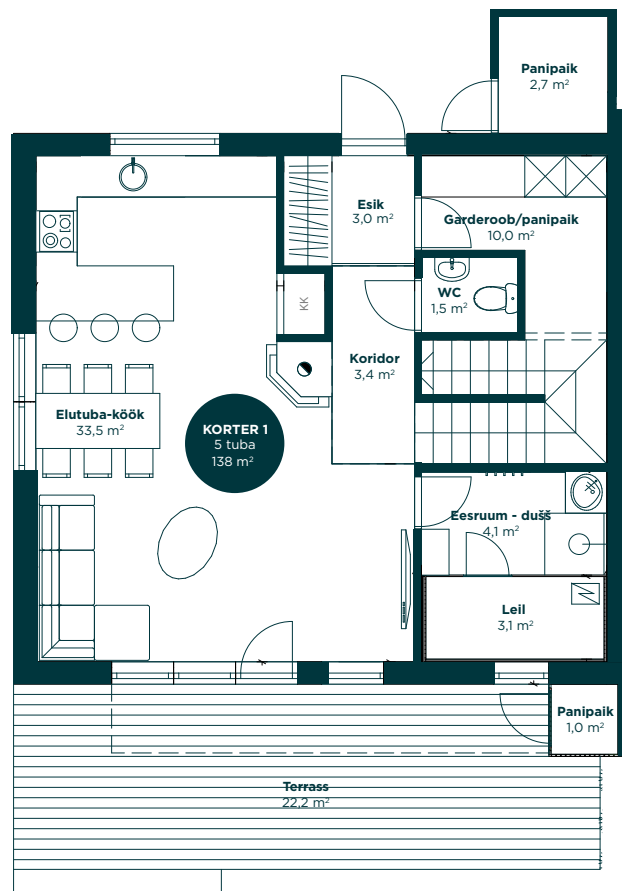 Panipaik
2,7 m²
Esik
3,0 m²
Garderoob/panipaik
10,0 m²
WC
1,5 m²
KK
Koridor
3,4 m²
Elutuba-köök
33,5 m²
KORTER 1
5 tuba
138 m²
Eesruum - dušš
4,1 m²
Leil
3,1 m²
Panipaik
1,0 m²
Terrass
22,2 m²